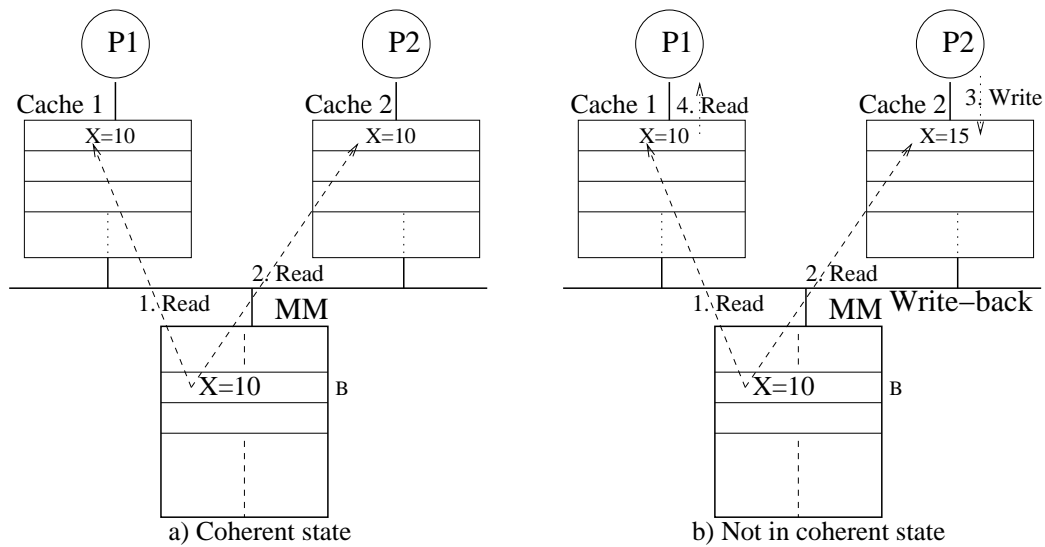 P1
P2
Cache 1
Cache 2
X=10
X=10
2. Read
1. Read
MM
X=10
B
a) Coherent state
P1
P2
Cache 1
4. Read
Cache 2
3. Write
X=10
X=15
2. Read
1. Read
MM
Write-back
X=10
B
b) Not in coherent state